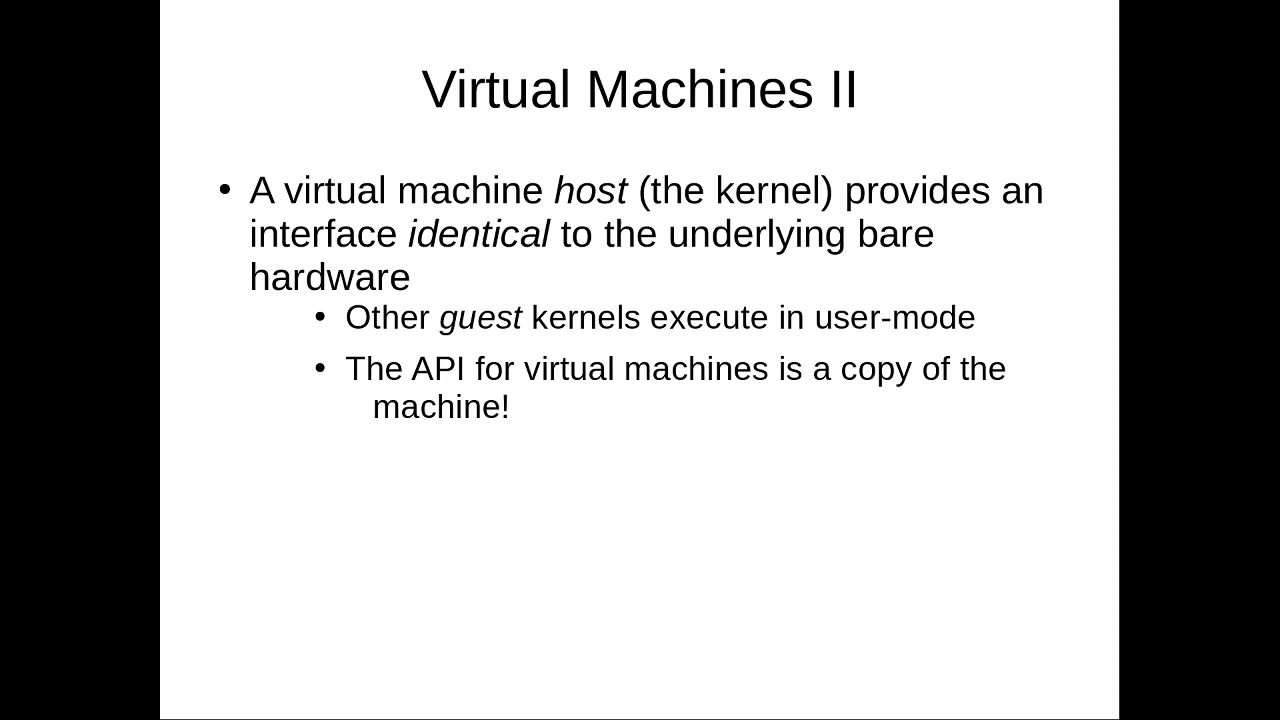 Virtual Machines II
• A virtual machine host (the kernel) provides an
interface identical to the underlying bare
hardware
• Other guest kernels execute in user-mode
• The API for virtual machines is a copy of the
machine!